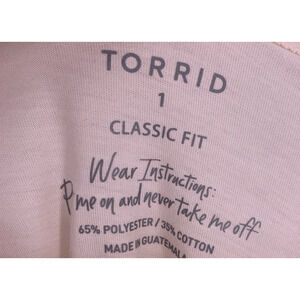 TORRID
1
CLASSIC FIT
Wear Instructions:
me on and never take me off
65% POLYESTER / 35% COTTON
MADE IN GUATEMALA